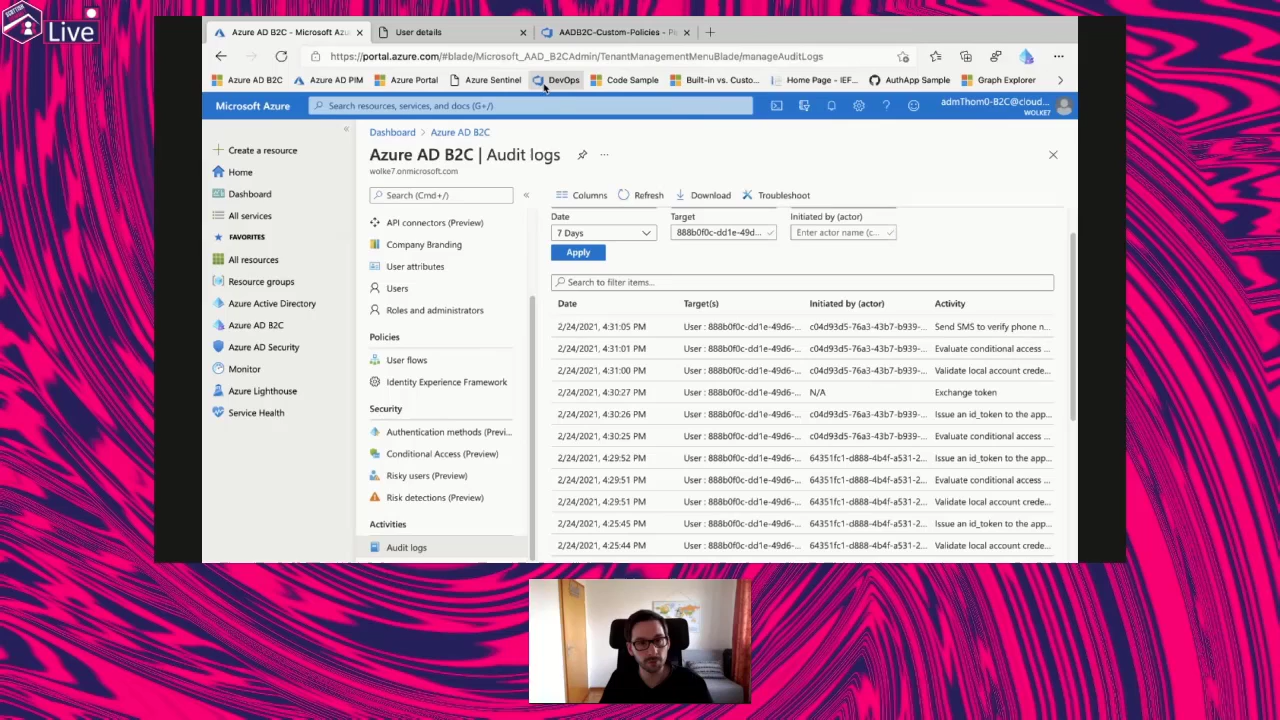 Live
Azure AD B2C - Microsoft Azu
User details
AADB2C-Custom-Policies -
https://portal.azure.com/#blade/Microsoft_AAD_B2CAdmin/TenantManagementMenuBlade/manageAuditLogs
Azure AD B2C
Azure AD PIM
Azure Portal
Azure Sentinel
DevOps
Code Sample
Built-in vs. Custo...
Home Page - IEF...
AuthApp Sample
Graph Explorer
Microsoft Azure
Search resources, services, and docs (G+/)
admThom0-B2C@cloud...
WOLKE7
Create a resource
Home
Dashboard
All services
FAVORITES
All resources
Resource groups
Azure Active Directory
Azure AD B2C
Azure AD Security
Monitor
Azure Lighthouse
Service Health
Dashboard > Azure AD B2C
Azure AD B2C | Audit logs
wolke7.onmicrosoft.com
Search (Cmd+/)
API connectors (Preview)
Company Branding
User attributes
Users
Roles and administrators
Policies
User flows
Identity Experience Framework
Security
Authentication methods (Previ...
Conditional Access (Preview)
Risky users (Preview)
Risk detections (Preview)
Activities
Audit logs
Columns Refresh Download Troubleshoot
Date Target Initiated by (actor)
7 Days 888b0f0c-dd1e-49d... Enter actor name (c...
Apply
Search to filter items...
Date Target(s) Initiated by (actor) Activity
2/24/2021, 4:31:05 PM User : 888b0f0c-dd1e-49d6-... c04d93d5-76a3-43b7-b939-... Send SMS to verify phone n...
2/24/2021, 4:31:01 PM User : 888b0f0c-dd1e-49d6-... c04d93d5-76a3-43b7-b939-... Evaluate conditional access ...
2/24/2021, 4:31:00 PM User : 888b0f0c-dd1e-49d6-... c04d93d5-76a3-43b7-b939-... Validate local account crede...
2/24/2021, 4:30:27 PM User : 888b0f0c-dd1e-49d6-... N/A Exchange token
2/24/2021, 4:30:26 PM User : 888b0f0c-dd1e-49d6-... c04d93d5-76a3-43b7-b939-... Issue an id_token to the app...
2/24/2021, 4:30:25 PM User : 888b0f0c-dd1e-49d6-... c04d93d5-76a3-43b7-b939-... Evaluate conditional access ...
2/24/2021, 4:29:52 PM User : 888b0f0c-dd1e-49d6-... 64351fc1-d888-4b4f-a531-2... Issue an id_token to the app...
2/24/2021, 4:29:51 PM User : 888b0f0c-dd1e-49d6-... 64351fc1-d888-4b4f-a531-2... Evaluate conditional access ...
2/24/2021, 4:29:51 PM User : 888b0f0c-dd1e-49d6-... 64351fc1-d888-4b4f-a531-2... Validate local account crede...
2/24/2021, 4:25:45 PM User : 888b0f0c-dd1e-49d6-... 64351fc1-d888-4b4f-a531-2... Issue an id_token to the app...
2/24/2021, 4:25:44 PM User : 888b0f0c-dd1e-49d6-... 64351fc1-d888-4b4f-a531-2... Validate local account crede...